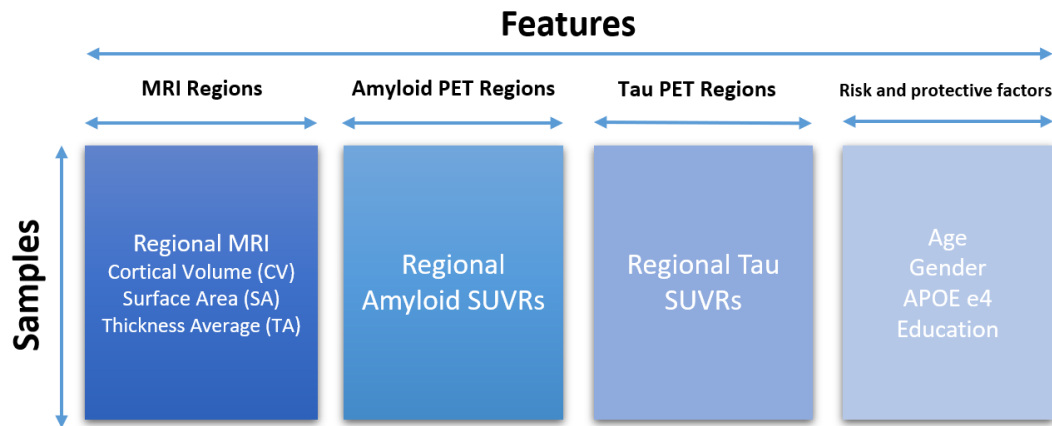 Features
MRI Regions
Amyloid PET Regions
Tau PET Regions
Risk and protective factors
Samples
Regional MRI
Cortical Volume (CV)
Surface Area (SA)
Thickness Average (TA)
Regional
Amyloid SUVRs
Regional Tau
SUVRs
Age
Gender
APOE e4
Education